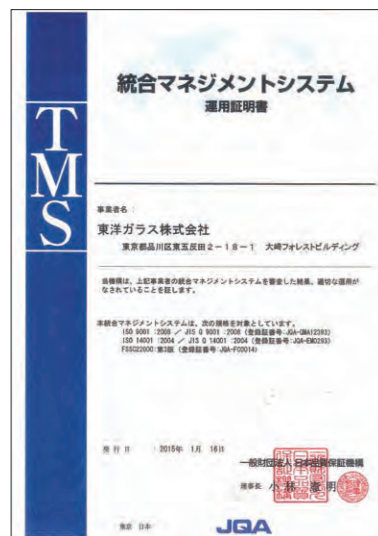 統合マネジメントシステム
運用証明書
TMS
事業者名：
東洋ガラス株式会社
東京都品川区東五反田２－１８－１ 大崎フォレストビルディング
当機構は、上記事業者の統合マネジメントシステムを審査した結果、適切な運用が
なされていることを証します。
本統合マネジメントシステムは、次の規格を対象としています。
ISO 9001 :2008 ／ JIS Q 9001 :2008 (登録証番号:JQA-QMA12393)
ISO 14001 :2004 ／ JIS Q 14001 :2004 (登録証番号:JQA-EM0293)
FSSC22000:第3版 (登録証番号:JQA-FC0014)
発 行 日 : 2015年 1月 16日
一般財団法人 日本品質保証機構
理事長 小 林 憲 明
東京 日本
JQA